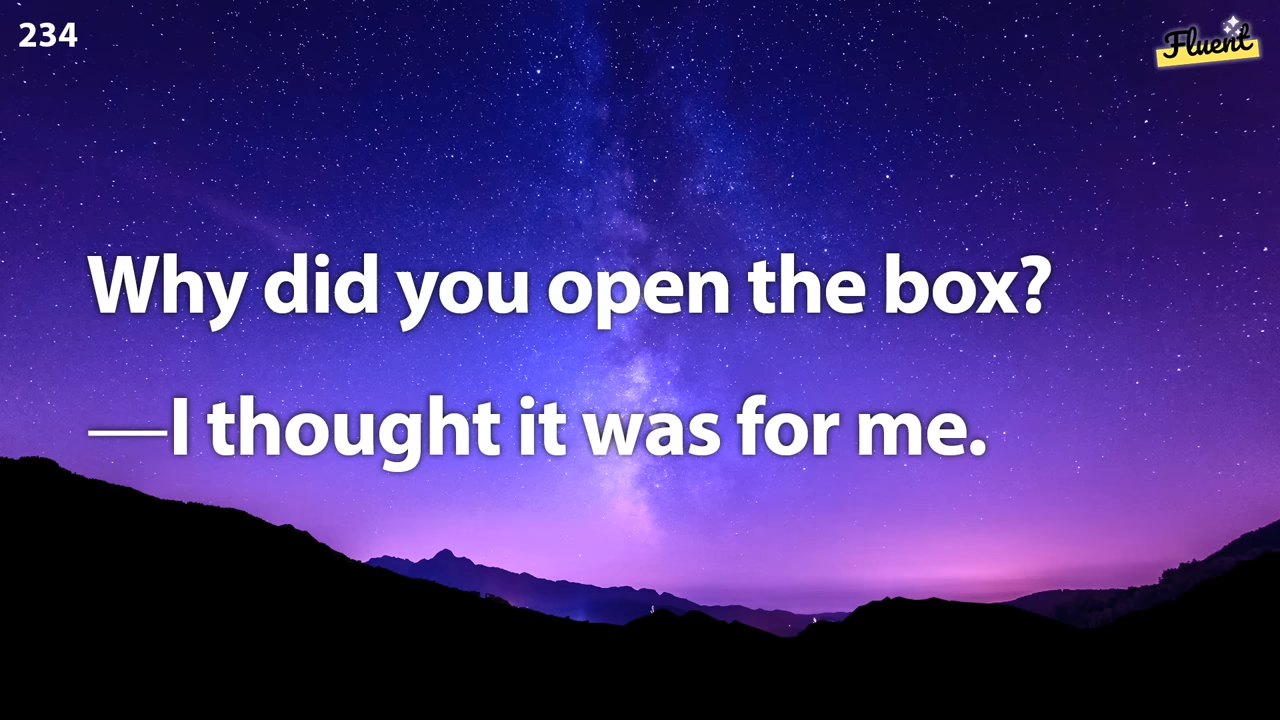 234
Fluent
Why did you open the box?
—I thought it was for me.